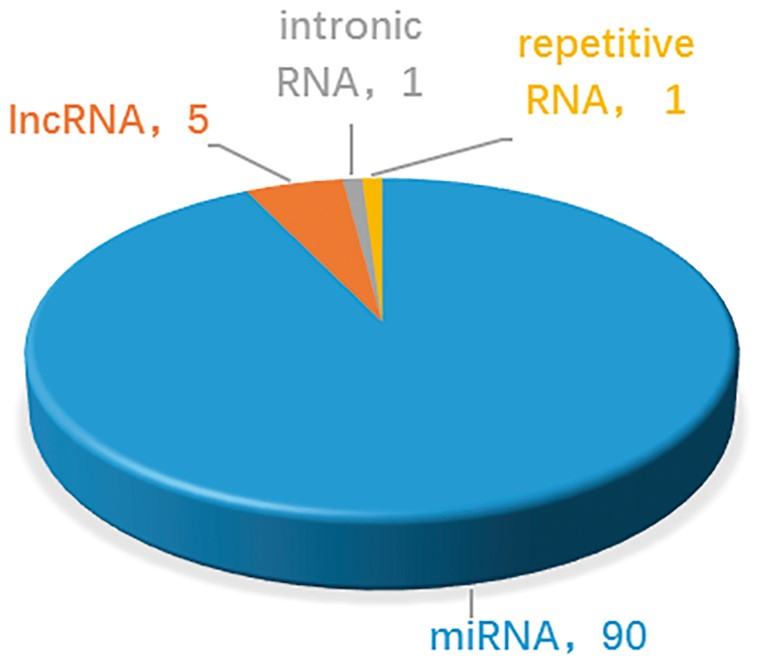 intronic
RNA，1
repetitive
RNA，1
lncRNA，5
miRNA，90